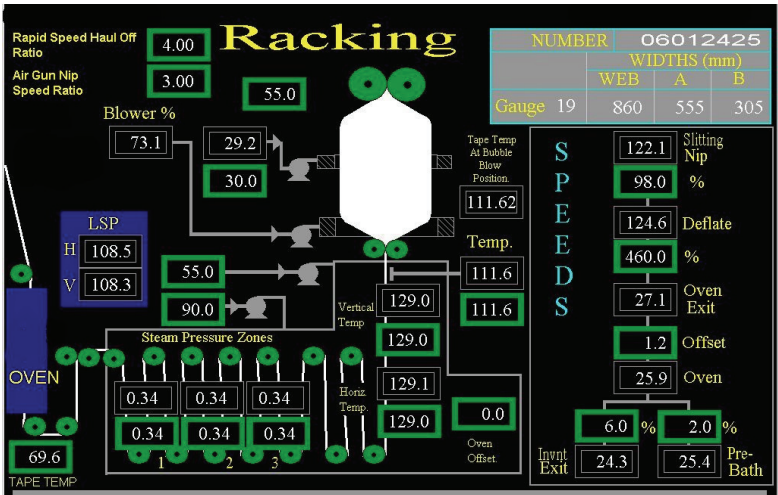 Racking
Rapid Speed Haul Off
Ratio
4.00
Air Gun Nip
Speed Ratio
3.00
55.0
NUMBER 06012425
WIDTHS (mm)
WEB A B
Gauge 19 860 555 305
Blower %
73.1
29.2
30.0
Tape Temp
At Bubble
Blow
Position.
111.62
LSP
H 108.5
V 108.3
55.0
90.0
Temp.
111.6
111.6
Vertical
Temp
129.0
129.0
Horiz
Temp.
129.1
129.0
0.0
Oven
Offset.
Steam Pressure Zones
0.34 0.34 0.34
0.34 0.34 0.34
1 2 3
OVEN
69.6
TAPE TEMP
SPEEDS
122.1 Slitting
Nip
98.0 %
124.6 Deflate
460.0 %
27.1 Oven
Exit
1.2 Offset
25.9 Oven
6.0 % 2.0 %
Invnt
Exit 24.3 25.4 Pre-
Bath